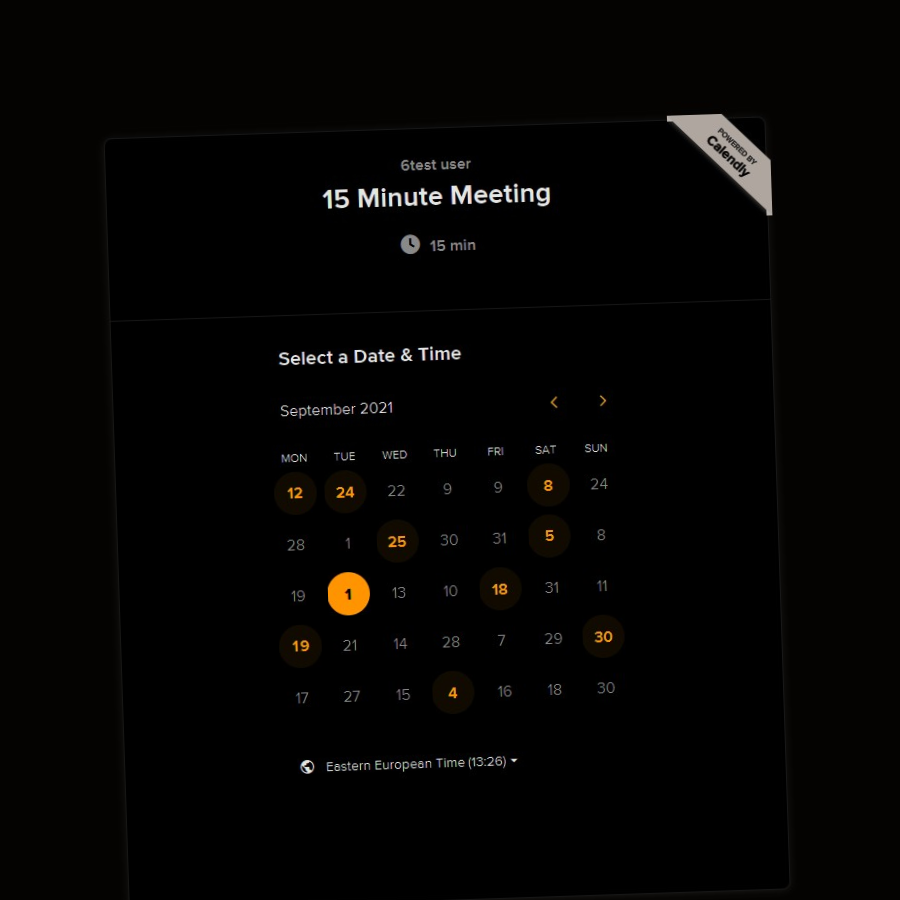 POWERED BY
Calendly
6test user
15 Minute Meeting
15 min
Select a Date & Time
September 2021
MON TUE WED THU FRI SAT SUN
12 24 22 9 9 8 24
28 1 25 30 31 5 8
19 1 13 10 18 31 11
19 21 14 28 7 29 30
17 27 15 4 16 18 30
Eastern European Time (13:26)